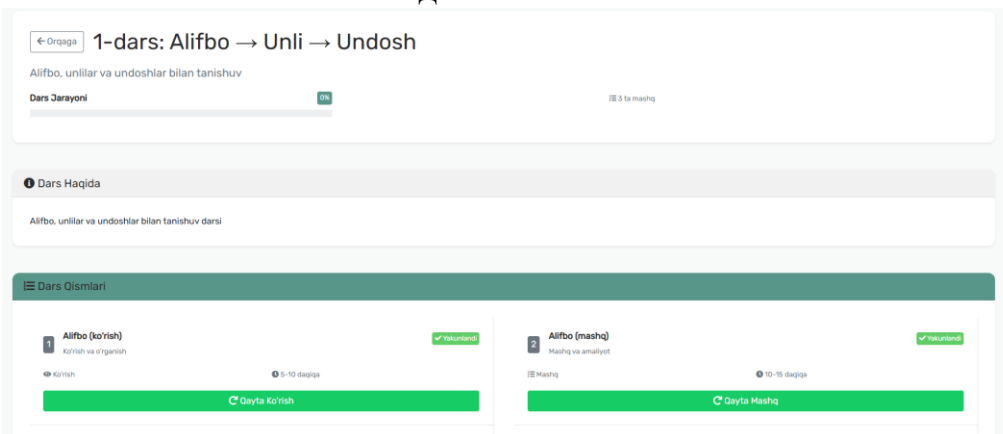 Orqaga
1-dars: Alifbo → Unli → Undosh
Alifbo, unlilar va undoshlar bilan tanishuv
Dars Jarayoni 0% 3 ta mashq
Dars Haqida
Alifbo, unlilar va undoshlar bilan tanishuv darsi
Dars Qismlari
1 Alifbo (ko'rish) Yakunlandi
Ko'rish va o'rganish
Ko'rish 5-10 daqiqa
Qayta Ko'rish
2 Alifbo (mashq) Yakunlandi
Mashq va amaliyot
Mashq 10-15 daqiqa
Qayta Mashq